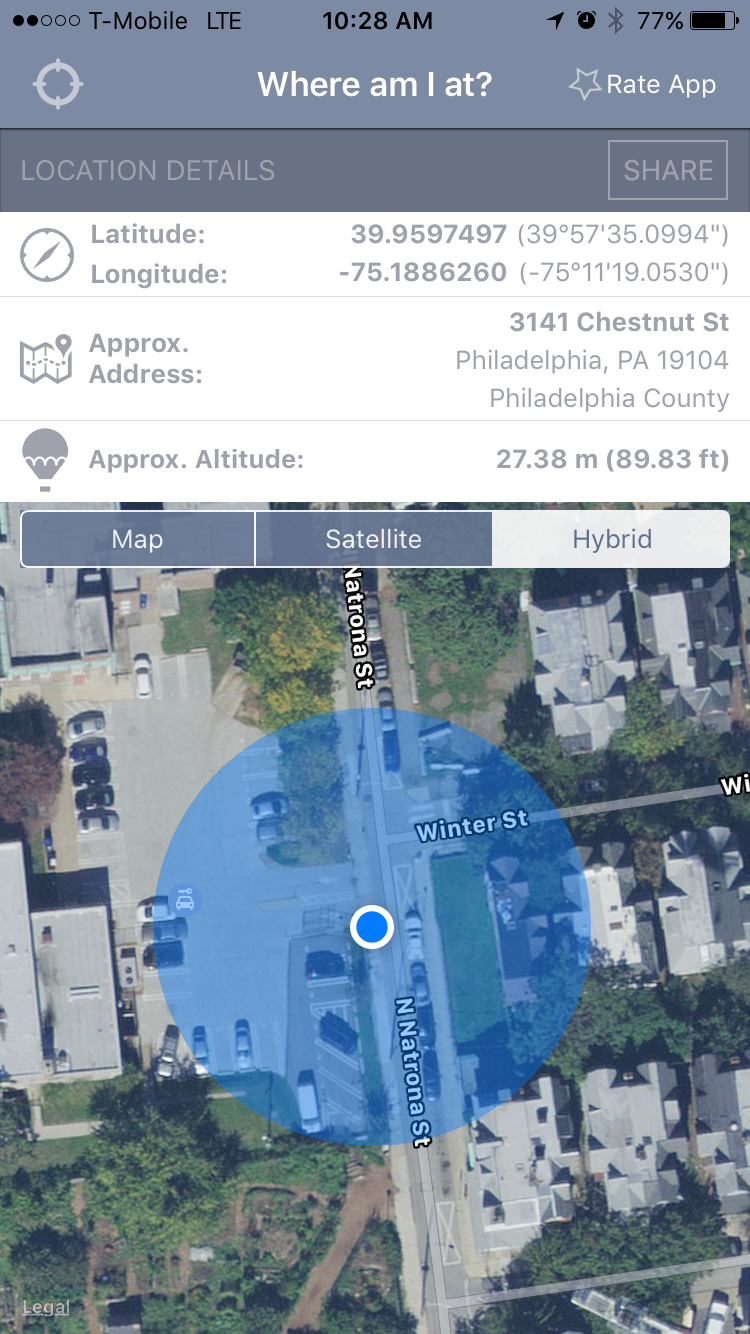 T-Mobile LTE 10:28 AM 77%
Where am I at? Rate App
LOCATION DETAILS SHARE
Latitude: 39.9597497 (39°57'35.0994")
Longitude: -75.1886260 (-75°11'19.0530")
Approx. Address:
3141 Chestnut St
Philadelphia, PA 19104
Philadelphia County
Approx. Altitude: 27.38 m (89.83 ft)
Map Satellite Hybrid
Natrona St
Wi
Winter St
N Natrona St
Legal